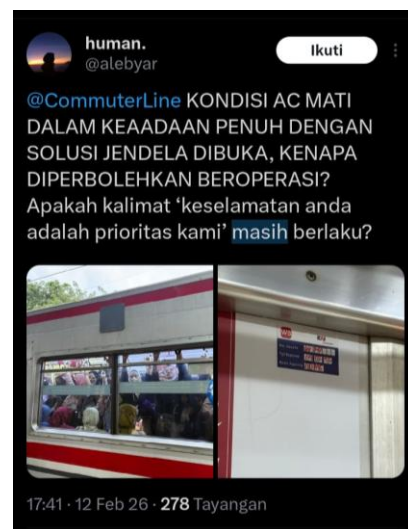 human.
@alebyar
Ikuti
@CommuterLine KONDISI AC MATI
DALAM KEAADAAN PENUH DENGAN
SOLUSI JENDELA DIBUKA, KENAPA
DIPERBOLEHKAN BEROPERASI?
Apakah kalimat ‘keselamatan anda
adalah prioritas kami’ masih berlaku?
17:41 · 12 Feb 26 · 278 Tayangan